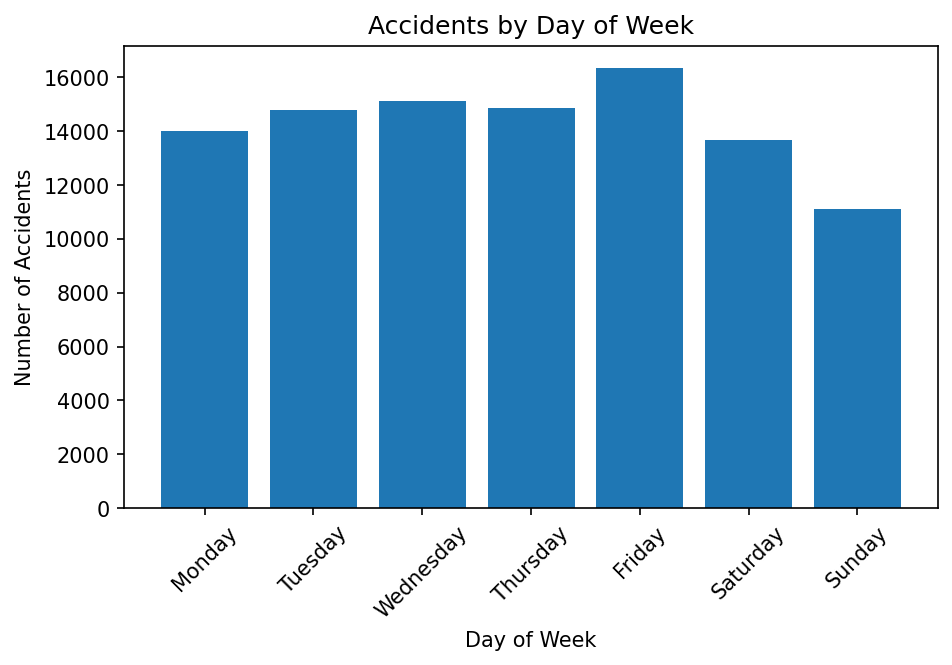 Accidents by Day of Week
Number of Accidents
16000
14000
12000
10000
8000
6000
4000
2000
0
Monday
Tuesday
Wednesday
Thursday
Friday
Saturday
Sunday
Day of Week